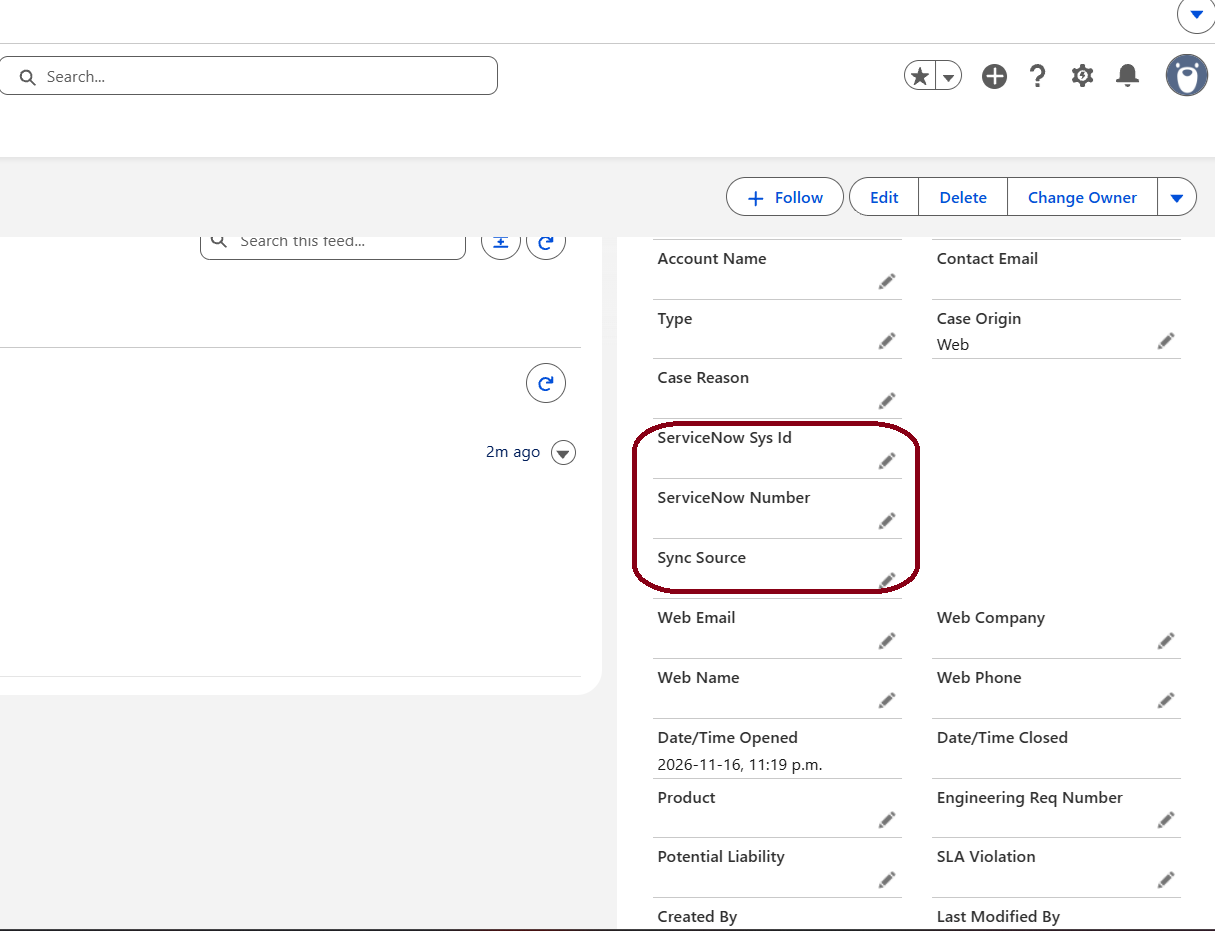 Search...
Follow
Edit
Delete
Change Owner
Search this feed...
2m ago
Account Name
Contact Email
Type
Case Origin
Web
Case Reason
ServiceNow Sys Id
ServiceNow Number
Sync Source
Web Email
Web Company
Web Name
Web Phone
Date/Time Opened
2026-11-16, 11:19 p.m.
Date/Time Closed
Product
Engineering Req Number
Potential Liability
SLA Violation
Created By
Last Modified By